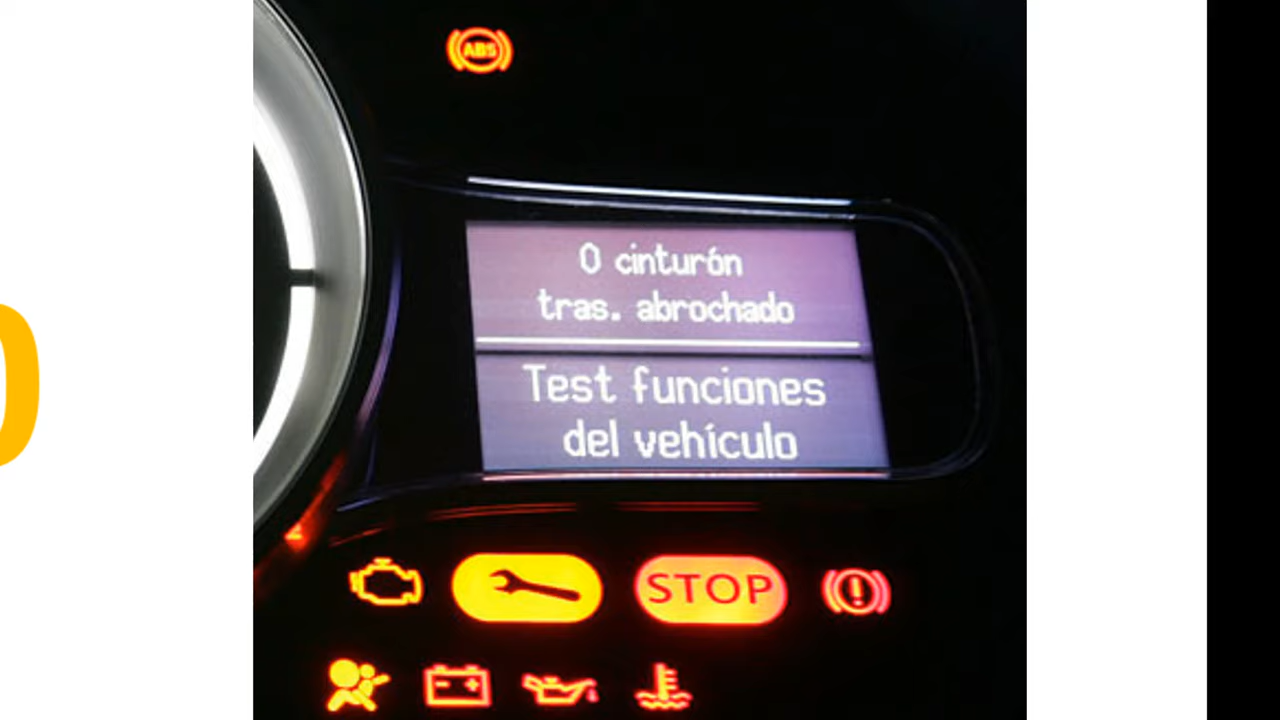 ABS
0 cinturón
tras. abrochado
Test funciones
del vehículo
STOP